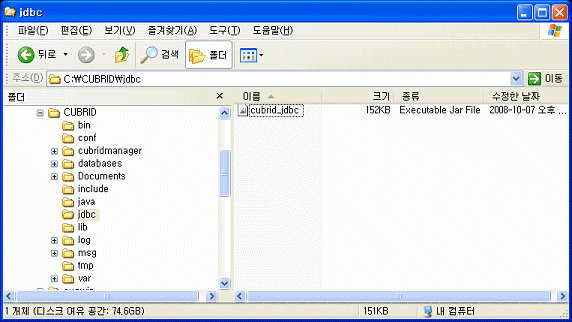 jdbc
파일(F) 편집(E) 보기(V) 즐겨찾기(A) 도구(T) 도움말(H)
뒤로 검색 폴더
주소(D) C:₩CUBRID₩jdbc 이동
폴더
이름 크기 종류 수정한 날짜
cubrid_jdbc 152KB Executable Jar File 2008-10-07 오후 ...
CUBRID
bin
conf
cubridmanager
databases
Documents
include
java
jdbc
lib
log
msg
tmp
var
1 개체 (디스크 여유 공간: 74,6GB) 151KB 내 컴퓨터